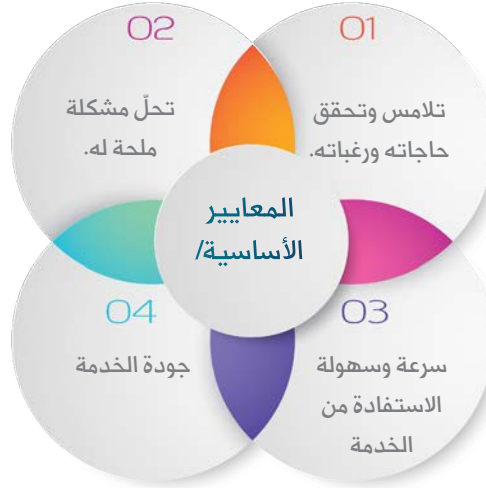 المعايير
الأساسية/
01
تلامس وتحقق
حاجاته ورغباته.
02
تحلّ مشكلة
ملحة له.
03
سرعة وسهولة
الاستفادة من
الخدمة
04
جودة الخدمة